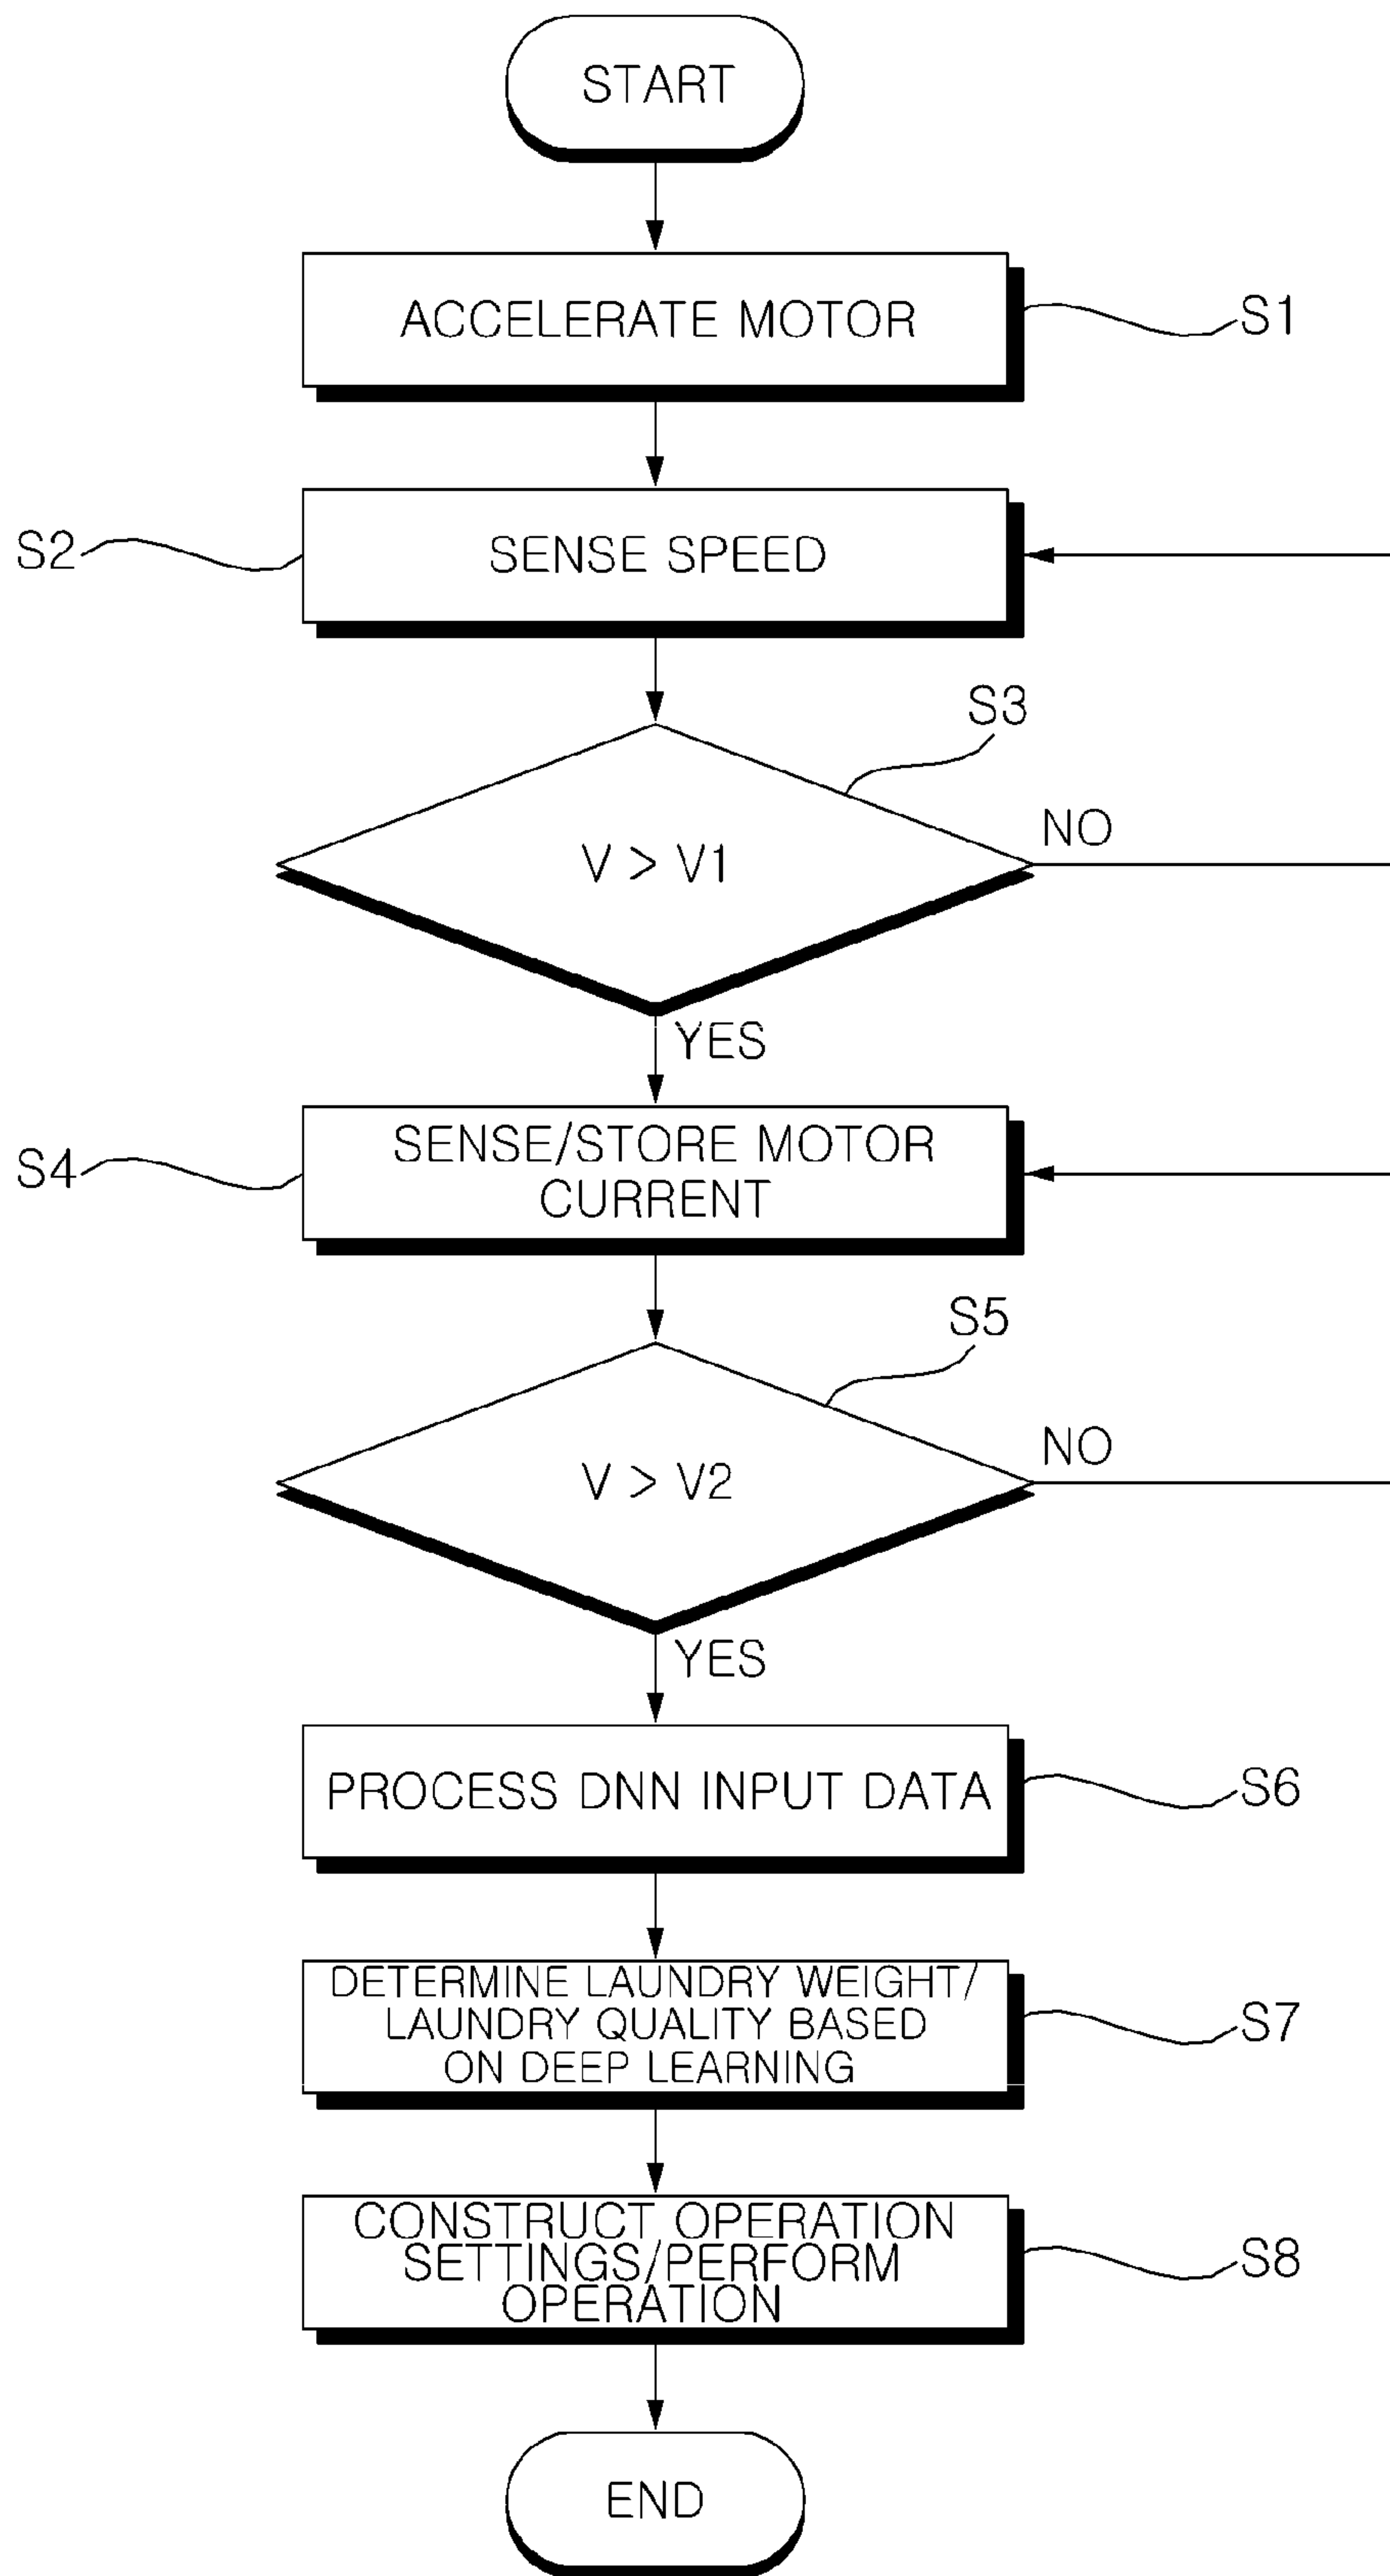 START
ACCELERATE MOTOR
S1
S2
SENSE SPEED
S3
V > V1
NO
YES
S4
SENSE/STORE MOTOR
CURRENT
S5
V > V2
NO
YES
PROCESS DNN INPUT DATA
S6
DETERMINE LAUNDRY WEIGHT/
LAUNDRY QUALITY BASED
ON DEEP LEARNING
S7
CONSTRUCT OPERATION
SETTINGS/PERFORM
OPERATION
S8
END